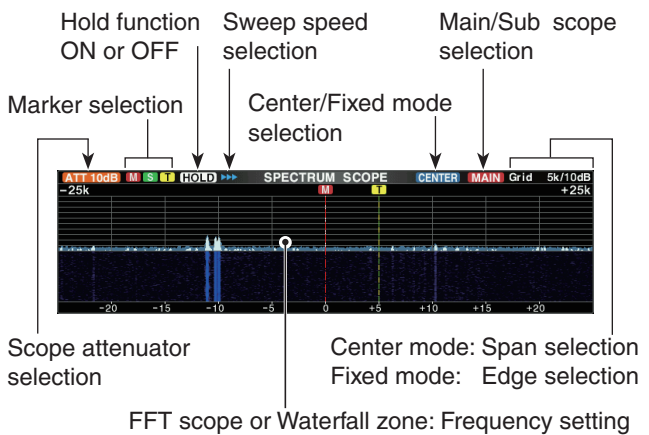 Hold function
ON or OFF
Sweep speed
selection
Main/Sub scope
selection
Marker selection
Center/Fixed mode
selection
ATT 10dB M S T HOLD SPECTRUM SCOPE CENTER MAIN Grid 5k/10dB
-25k M T +25k
-20 -15 -10 -5 0 +5 +10 +15 +20
Scope attenuator
selection
Center mode: Span selection
Fixed mode: Edge selection
FFT scope or Waterfall zone: Frequency setting